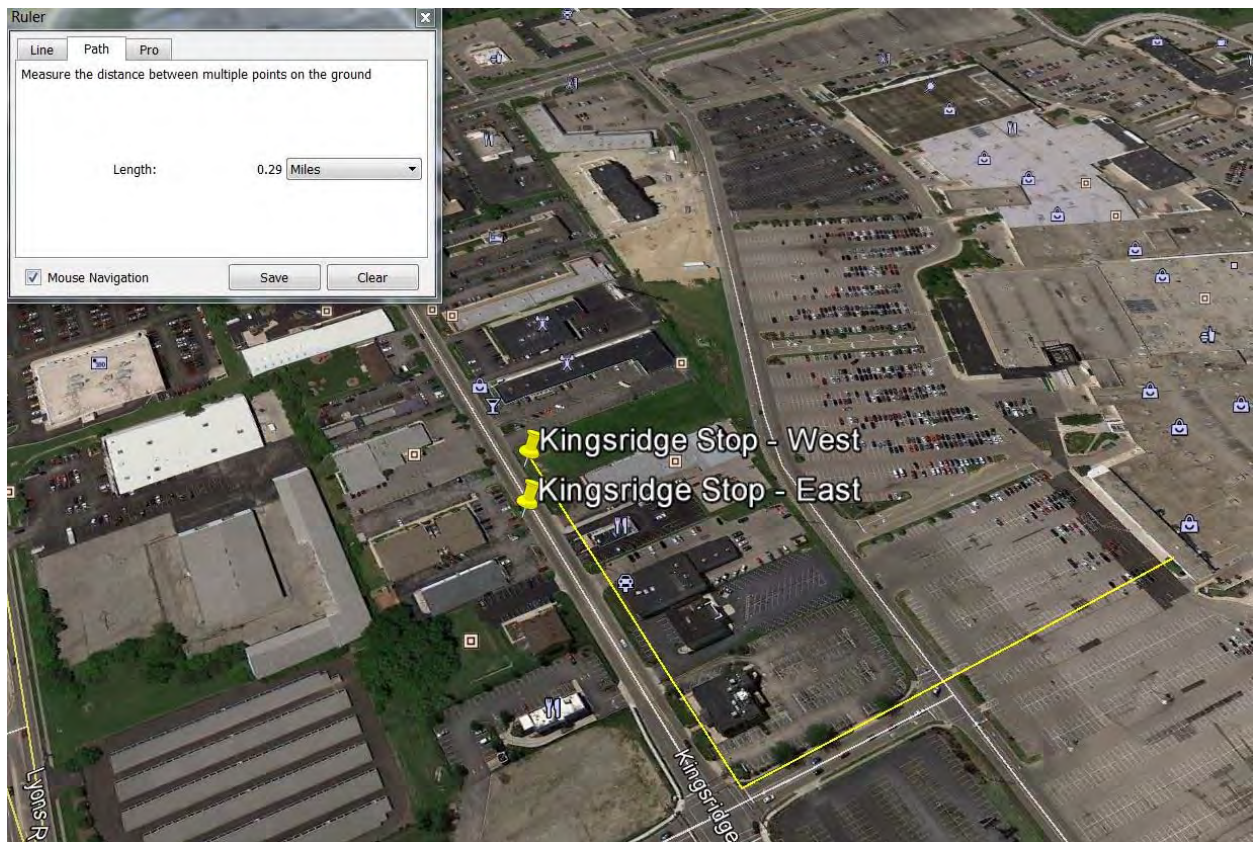 Ruler
Line Path Pro
Measure the distance between multiple points on the ground
Length: 0.29 Miles
Mouse Navigation Save Clear
Kingsridge Stop - West
Kingsridge Stop - East
Kingsridge
Lyons-R